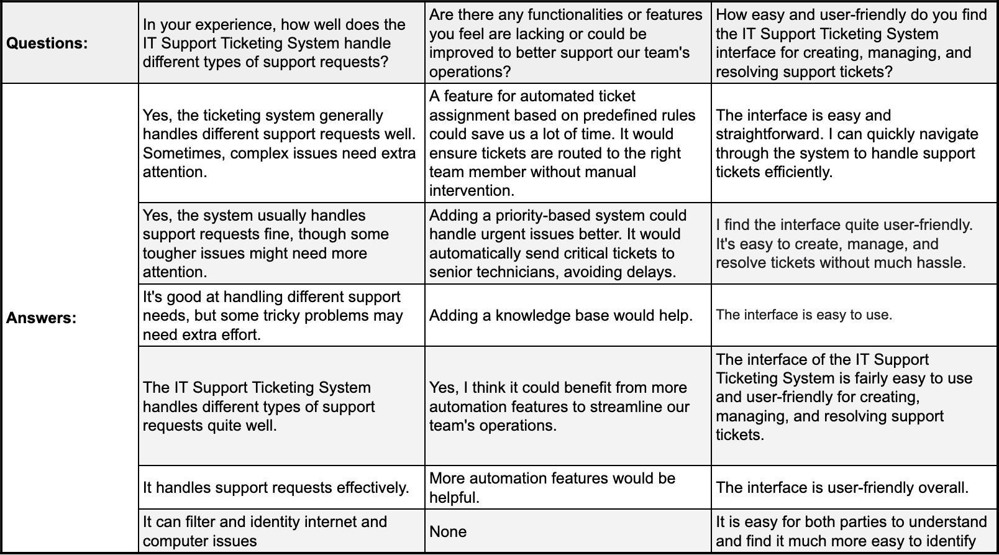 Questions:
In your experience, how well does the
IT Support Ticketing System handle
different types of support requests?
Are there any functionalities or features
you feel are lacking or could be
improved to better support our team's
operations?
How easy and user-friendly do you find
the IT Support Ticketing System
interface for creating, managing, and
resolving support tickets?
Answers:
Yes, the ticketing system generally
handles different support requests well.
Sometimes, complex issues need extra
attention.
A feature for automated ticket
assignment based on predefined rules
could save us a lot of time. It would
ensure tickets are routed to the right
team member without manual
intervention.
The interface is easy and
straightforward. I can quickly navigate
through the system to handle support
tickets efficiently.
Yes, the system usually handles
support requests fine, though some
tougher issues might need more
attention.
Adding a priority-based system could
handle urgent issues better. It would
automatically send critical tickets to
senior technicians, avoiding delays.
I find the interface quite user-friendly.
It's easy to create, manage, and
resolve tickets without much hassle.
It's good at handling different support
needs, but some tricky problems may
need extra effort.
Adding a knowledge base would help.
The interface is easy to use.
The IT Support Ticketing System
handles different types of support
requests quite well.
Yes, I think it could benefit from more
automation features to streamline our
team's operations.
The interface of the IT Support
Ticketing System is fairly easy to use
and user-friendly for creating,
managing, and resolving support
tickets.
It handles support requests effectively.
More automation features would be
helpful.
The interface is user-friendly overall.
It can filter and identity internet and
computer issues
None
It is easy for both parties to understand
and find it much more easy to identify